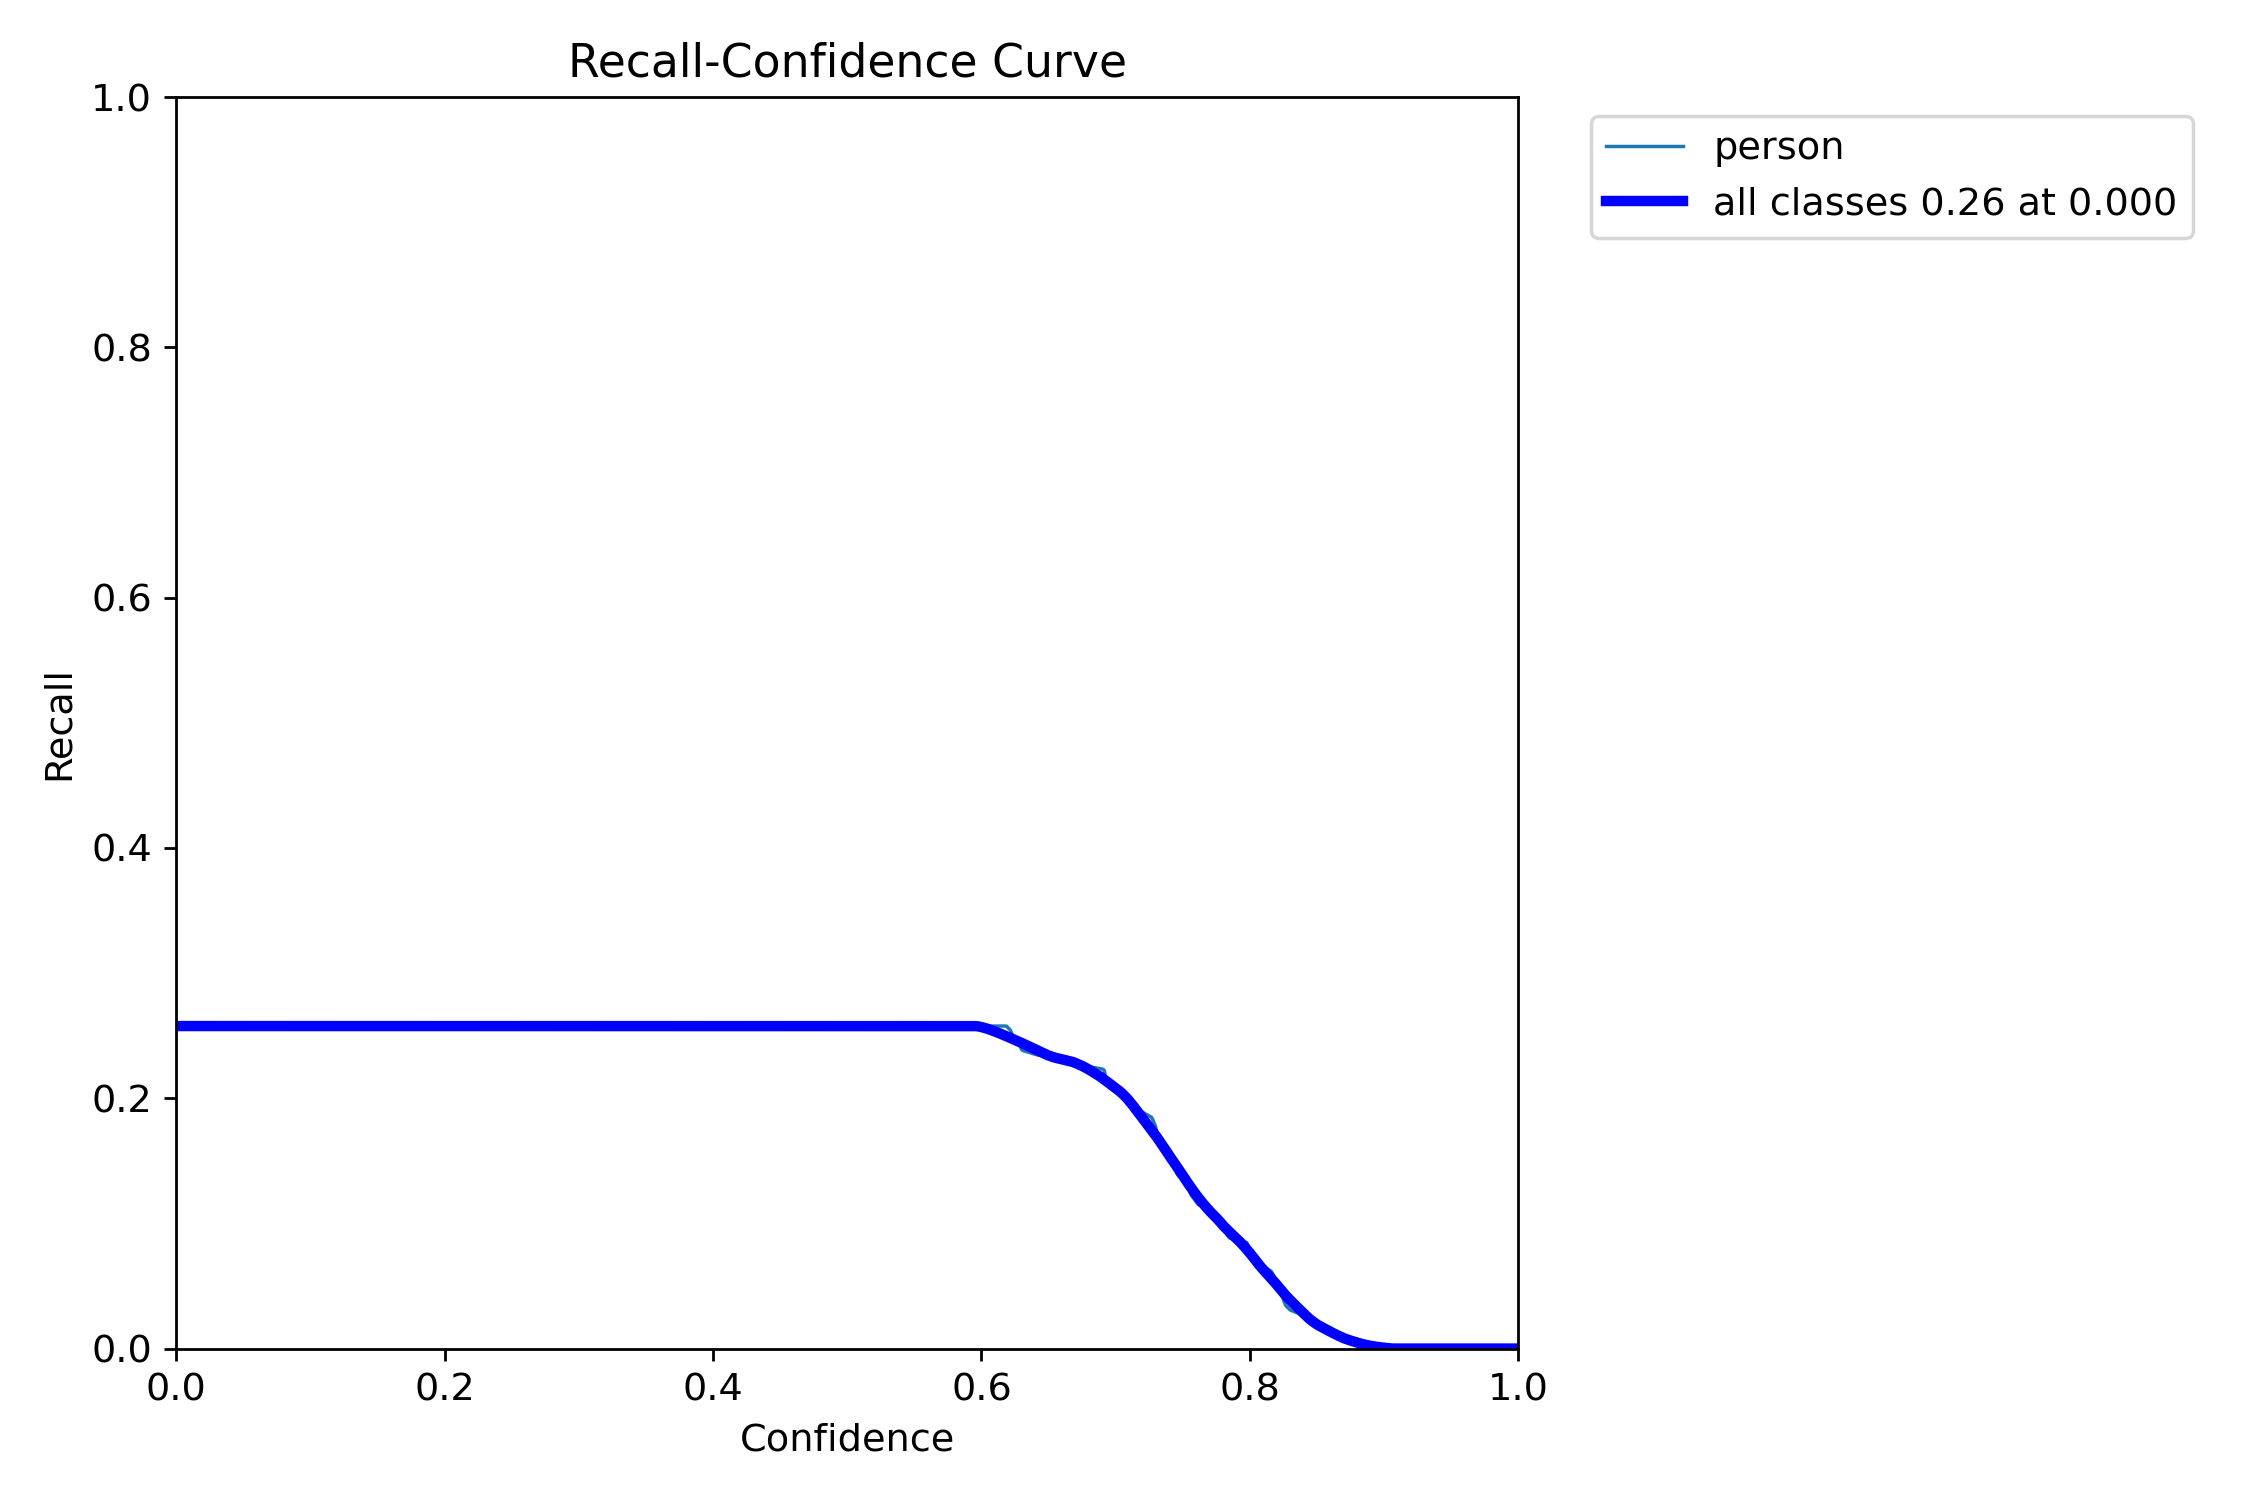 Recall-Confidence Curve
1.0
0.8
0.6
0.4
0.2
0.0
Recall
0.0 0.2 0.4 0.6 0.8 1.0
Confidence
person
all classes 0.26 at 0.000